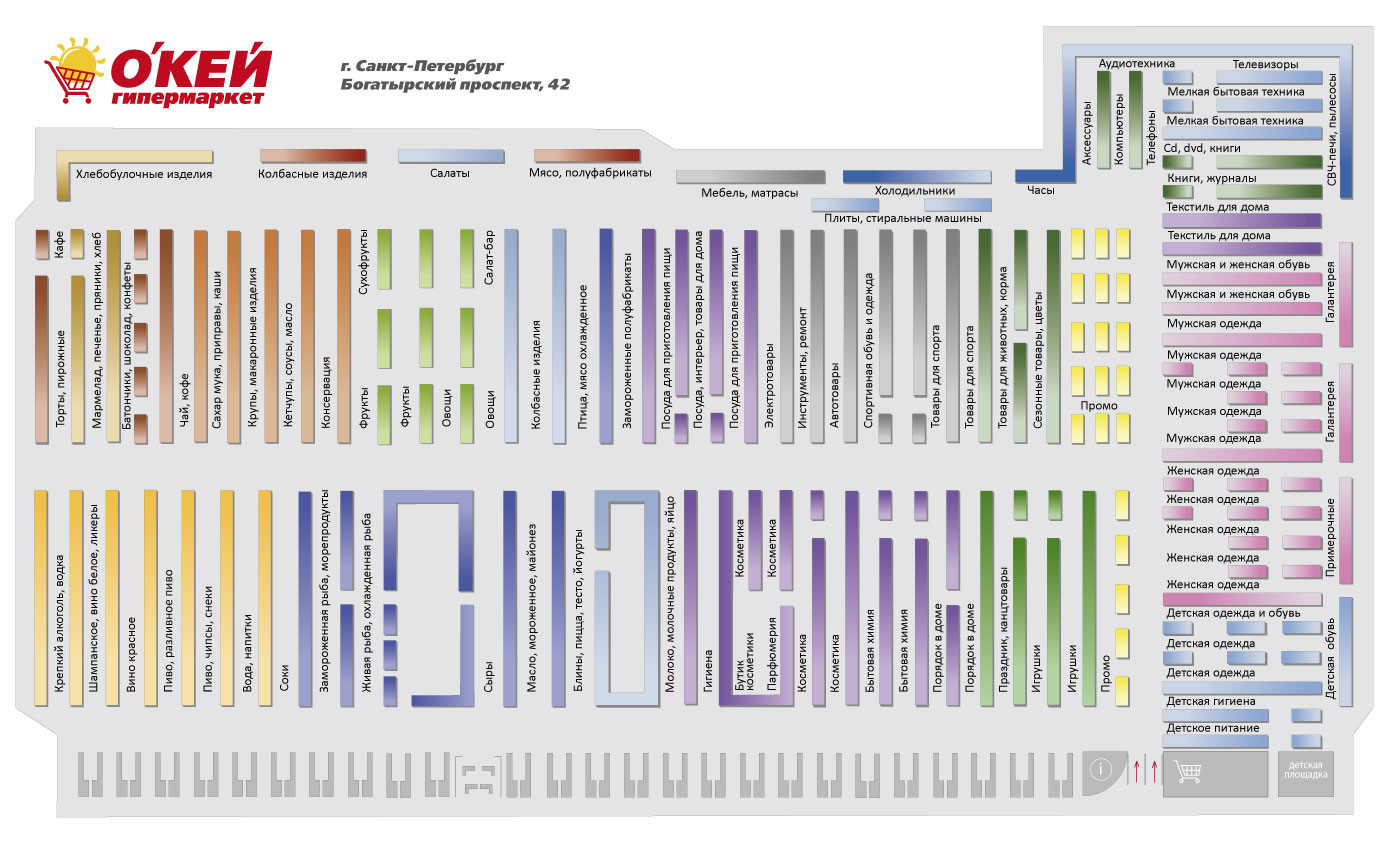 О'КЕЙ
гипермаркет
г. Санкт-Петербург
Богатырский проспект, 42
Хлебобулочные изделия
Колбасные изделия
Салаты
Мясо, полуфабрикаты
Мебель, матрасы
Холодильники
Плиты, стиральные машины
Часы
Аудиотехника
Аксессуары
Компьютеры
Телефоны
Телевизоры
Мелкая бытовая техника
Мелкая бытовая техника
Cd, dvd, книги
Книги, журналы
СВЧ-печи, пылесосы
Текстиль для дома
Текстиль для дома
Мужская и женская обувь
Мужская и женская обувь
Мужская одежда
Мужская одежда
Мужская одежда
Мужская одежда
Мужская одежда
Женская одежда
Женская одежда
Женская одежда
Женская одежда
Женская одежда
Детская одежда и обувь
Детская одежда
Детская одежда
Детская гигиена
Детское питание
Галантерея
Галантерея
Примерочные
Детская обувь
Кафе
Торты, пирожные
Мармелад, печенье, пряники, хлеб
Батончики, шоколад, конфеты
Чай, кофе
Сахар мука, приправы, каши
Крупы, макаронные изделия
Кетчупы, соусы, масло
Консервация
Сухофрукты
Фрукты
Фрукты
Овощи
Салат-бар
Овощи
Колбасные изделия
Птица, мясо охлажденное
Замороженные полуфабрикаты
Посуда для приготовления пищи
Посуда, интерьер, товары для дома
Посуда для приготовления пищи
Электротовары
Инструменты, ремонт
Автотовары
Спортивная обувь и одежда
Товары для спорта
Товары для спорта
Товары для животных, корма
Сезонные товары, цветы
Промо
Крепкий алкоголь, водка
Шампанское, вино белое, ликеры
Вино красное
Пиво, разливное пиво
Пиво, чипсы, снеки
Вода, напитки
Соки
Замороженная рыба, морепродукты
Живая рыба, охлажденная рыба
Сыры
Масло, мороженное, майонез
Блины, пицца, тесто, йогурты
Молоко, молочные продукты, яйцо
Гигиена
Косметика
Бутик
косметики
Косметика
Парфюмерия
Косметика
Косметика
Бытовая химия
Бытовая химия
Порядок в доме
Порядок в доме
Праздник, канцтовары
Игрушки
Игрушки
Промо
i
детская
площадка